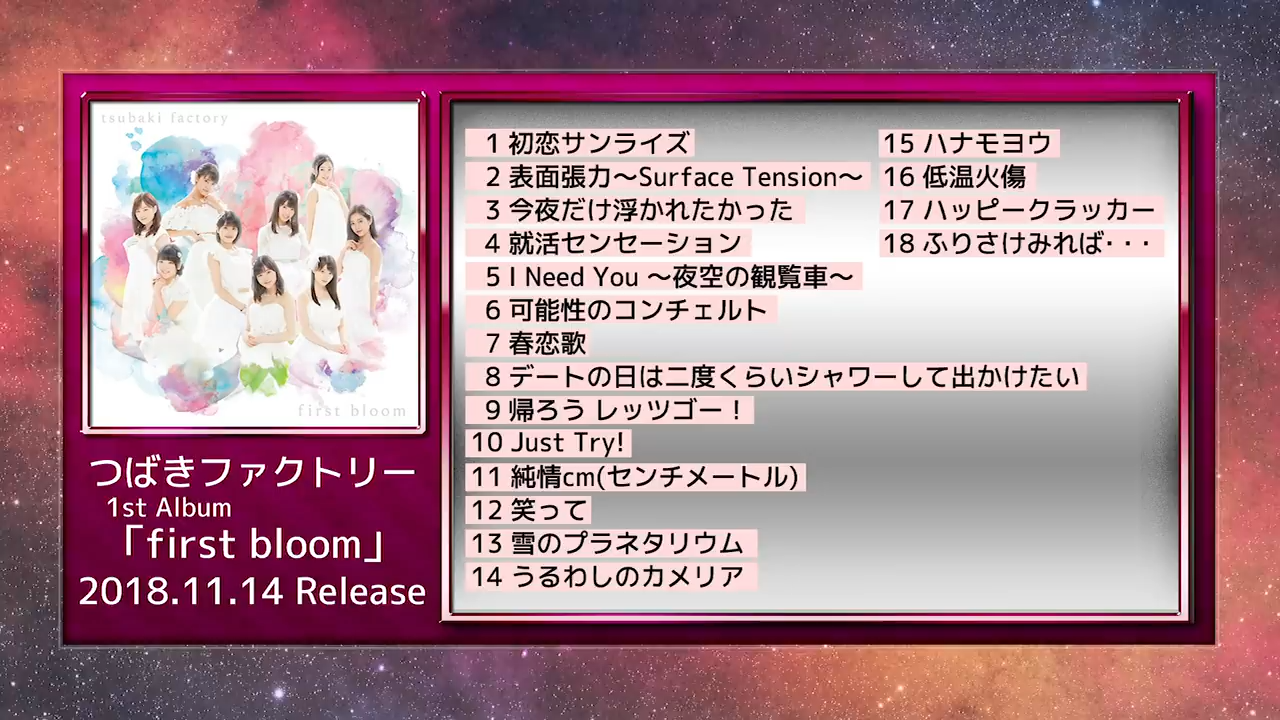 tsubaki factory
first bloom
つばきファクトリー
1st Album
「first bloom」
2018.11.14 Release
1 初恋サンライズ
2 表面張力～Surface Tension～
3 今夜だけ浮かれたかった
4 就活センセーション
5 I Need You ～夜空の観覧車～
6 可能性のコンチェルト
7 春恋歌
8 デートの日は二度くらいシャワーして出かけたい
9 帰ろう レッツゴー！
10 Just Try!
11 純情cm(センチメートル)
12 笑って
13 雪のプラネタリウム
14 うるわしのカメリア
15 ハナモヨウ
16 低温火傷
17 ハッピークラッカー
18 ふりさけみれば･･･